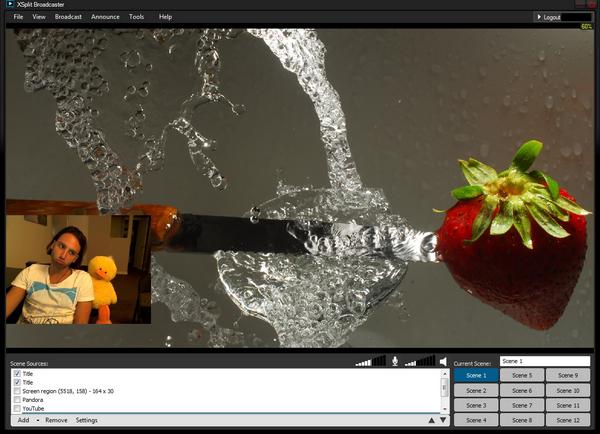 XSplit Broadcaster
File View Broadcast Announce Tools Help Logout
60%
Scene Sources: Current Scene: Scene 1
Title
Title
Screen region (5518, 158) - 164 x 30
Pandora
YouTube
Add Remove Settings
Scene 1 Scene 5 Scene 9
Scene 2 Scene 6 Scene 10
Scene 3 Scene 7 Scene 11
Scene 4 Scene 8 Scene 12